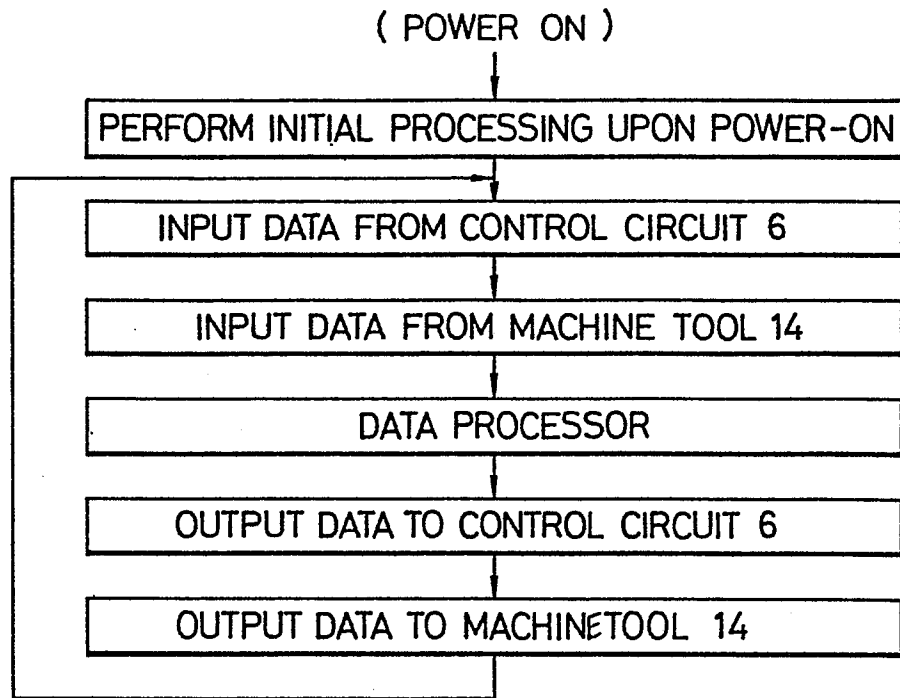 ( POWER ON )
PERFORM INITIAL PROCESSING UPON POWER-ON
INPUT DATA FROM CONTROL CIRCUIT 6
INPUT DATA FROM MACHINE TOOL 14
DATA PROCESSOR
OUTPUT DATA TO CONTROL CIRCUIT 6
OUTPUT DATA TO MACHINETOOL 14